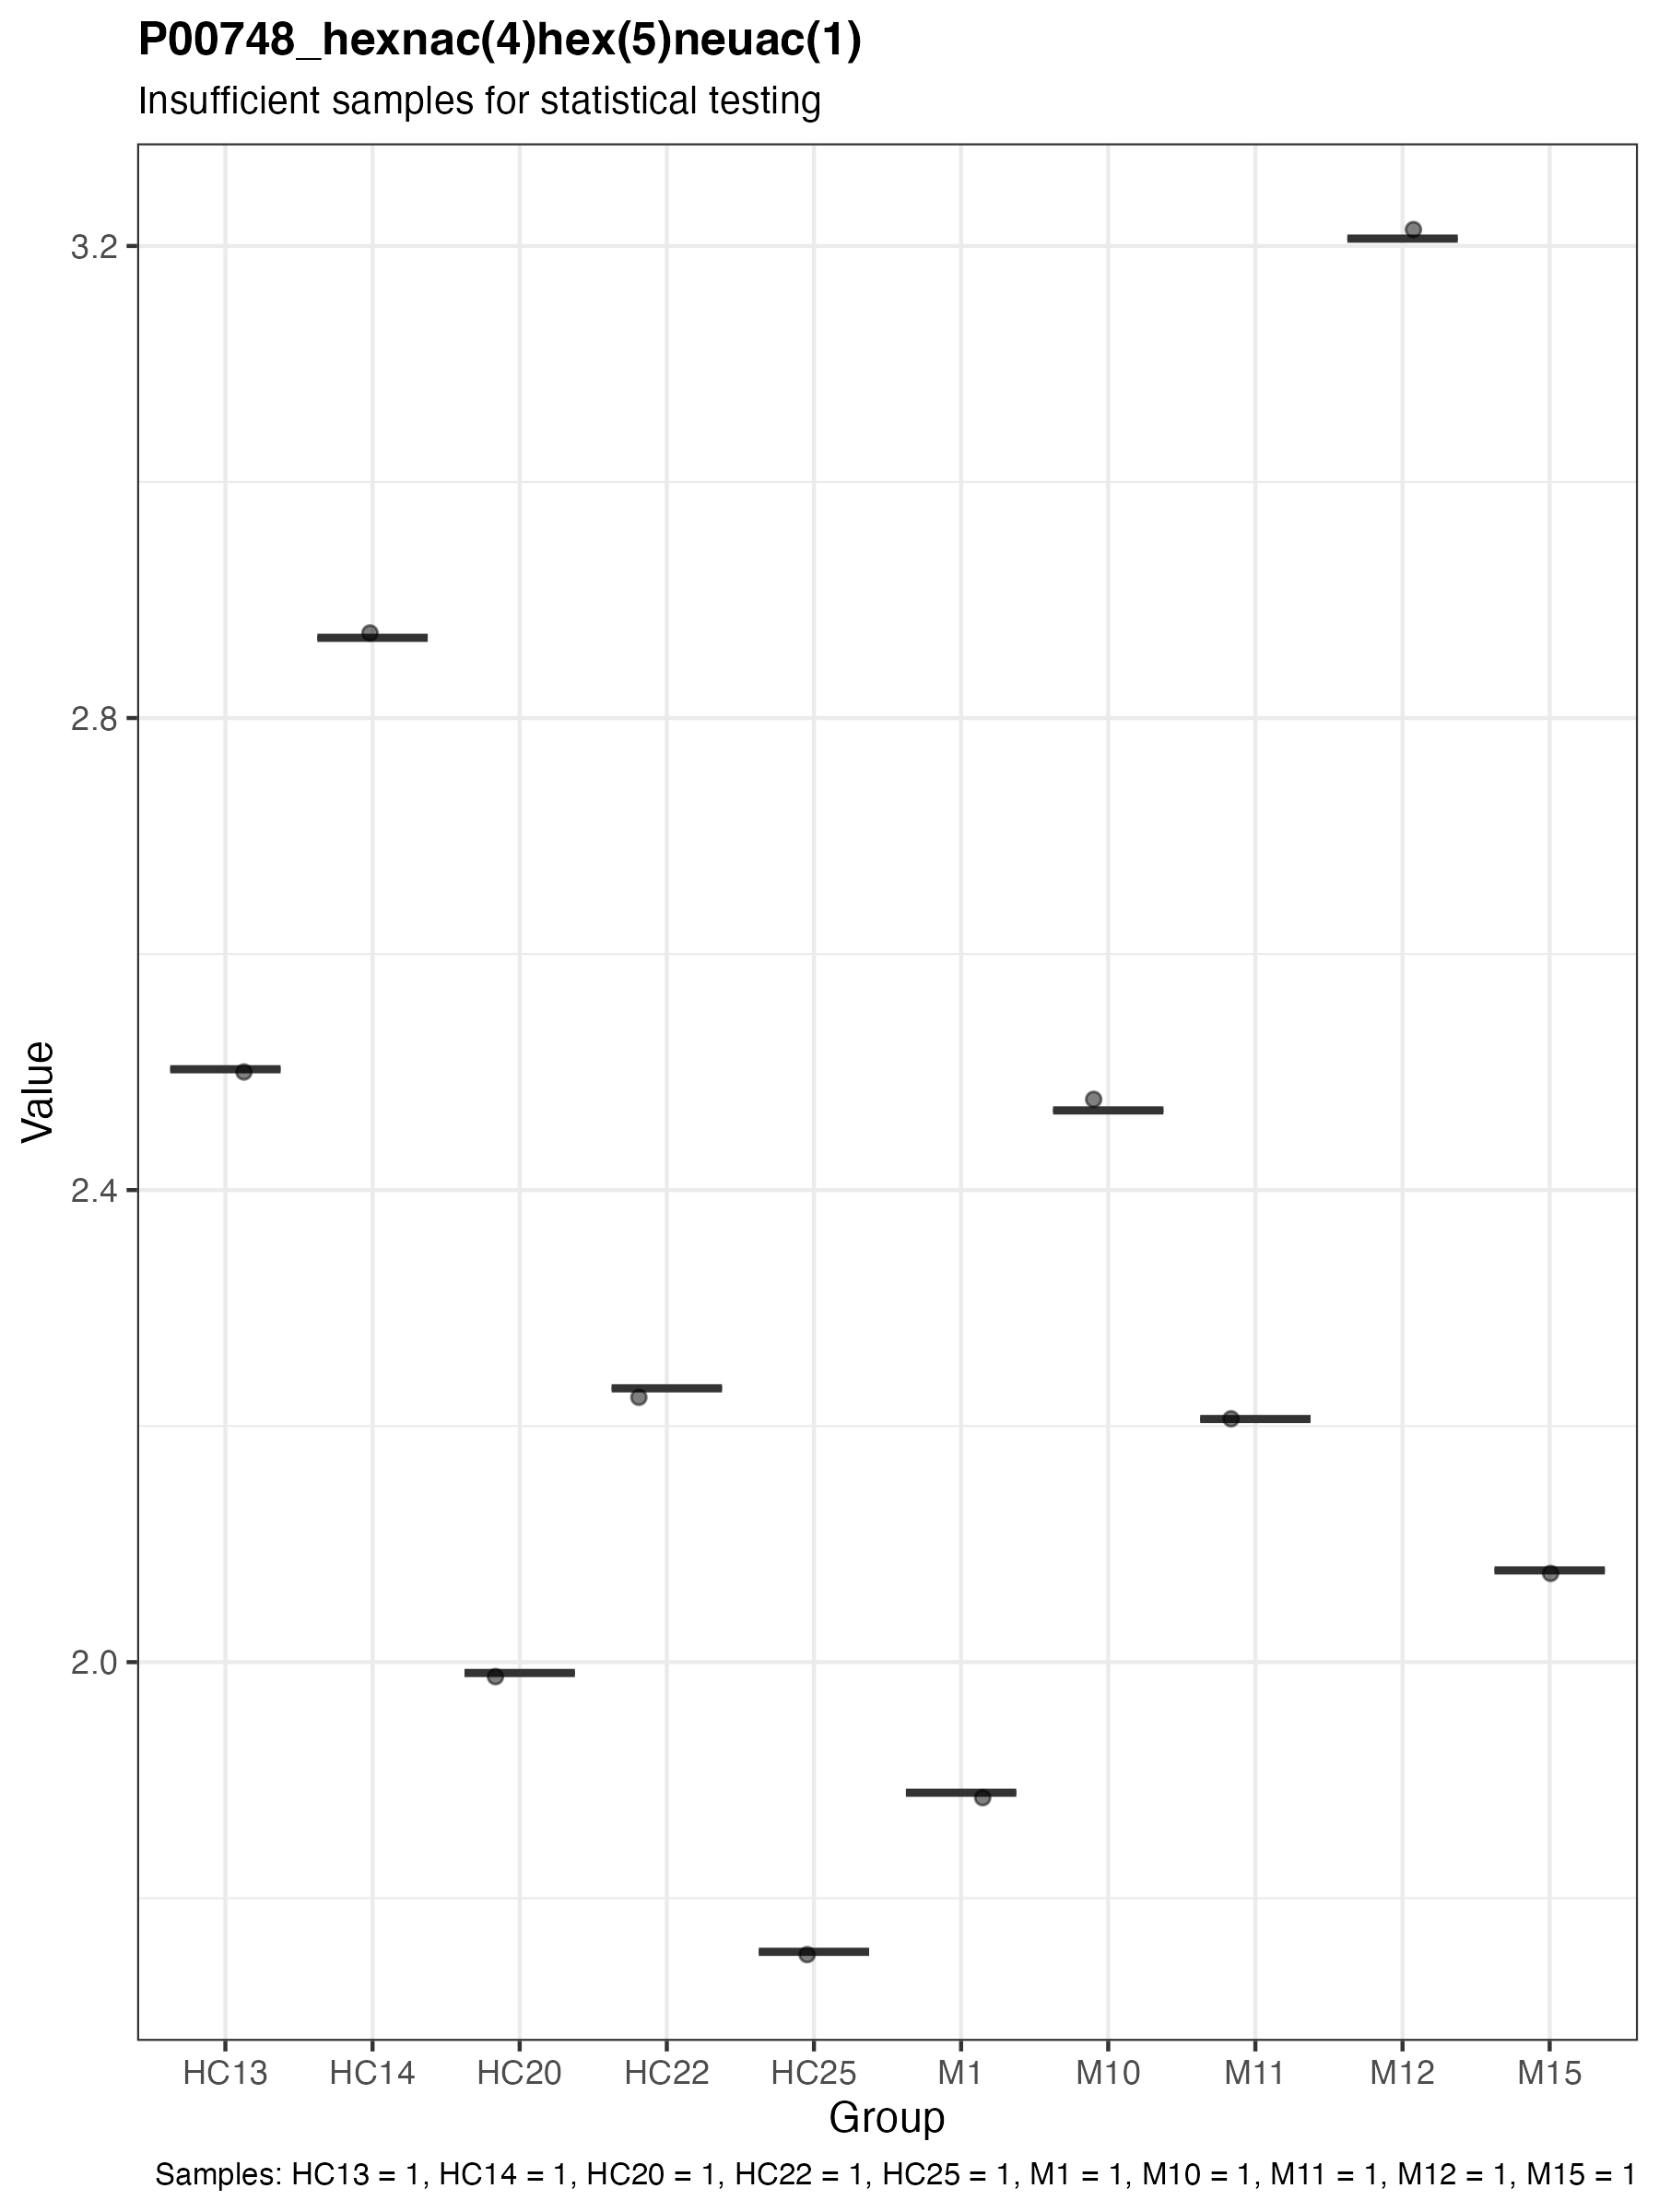 P00748_hexnac(4)hex(5)neuac(1)
Insufficient samples for statistical testing
3.2
2.8
2.4
2.0
Value
HC13 HC14 HC20 HC22 HC25 M1 M10 M11 M12 M15
Group
Samples: HC13 = 1, HC14 = 1, HC20 = 1, HC22 = 1, HC25 = 1, M1 = 1, M10 = 1, M11 = 1, M12 = 1, M15 = 1